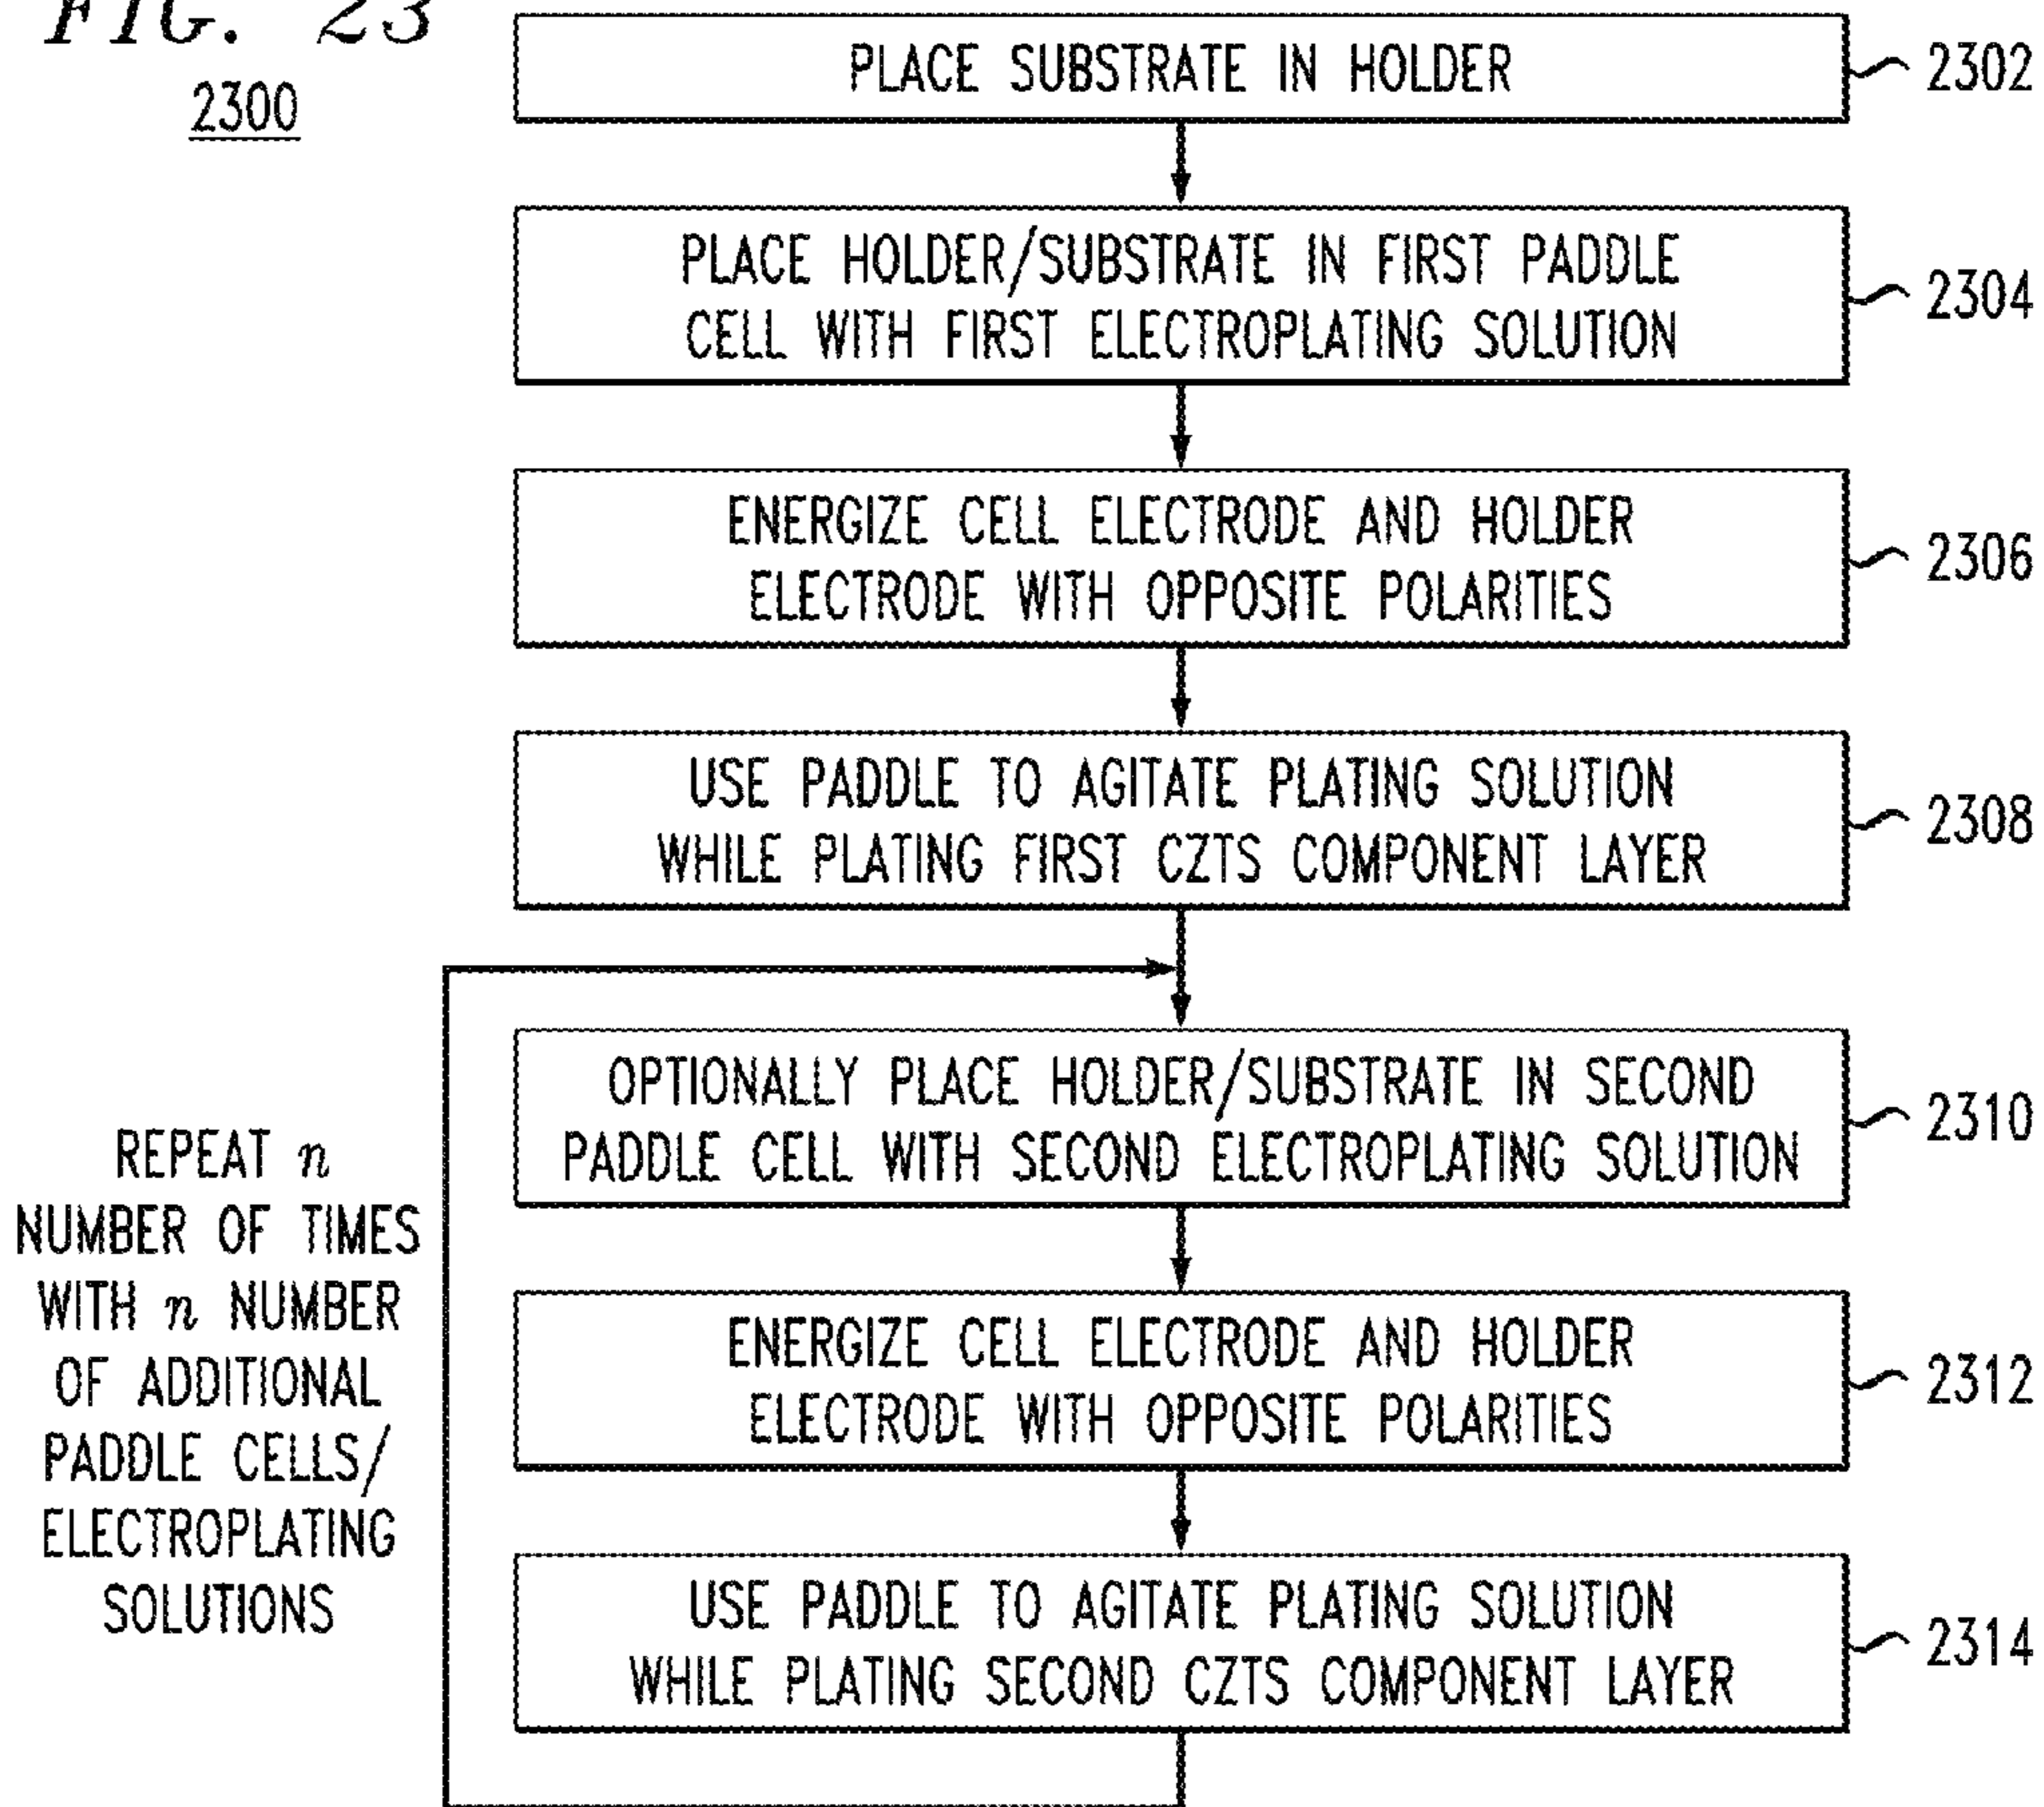 FIG. 23
2300
PLACE SUBSTRATE IN HOLDER
2302
PLACE HOLDER/SUBSTRATE IN FIRST PADDLE
CELL WITH FIRST ELECTROPLATING SOLUTION
2304
ENERGIZE CELL ELECTRODE AND HOLDER
ELECTRODE WITH OPPOSITE POLARITIES
2306
USE PADDLE TO AGITATE PLATING SOLUTION
WHILE PLATING FIRST CZTS COMPONENT LAYER
2308
OPTIONALLY PLACE HOLDER/SUBSTRATE IN SECOND
PADDLE CELL WITH SECOND ELECTROPLATING SOLUTION
2310
ENERGIZE CELL ELECTRODE AND HOLDER
ELECTRODE WITH OPPOSITE POLARITIES
2312
USE PADDLE TO AGITATE PLATING SOLUTION
WHILE PLATING SECOND CZTS COMPONENT LAYER
2314
REPEAT n
NUMBER OF TIMES
WITH n NUMBER
OF ADDITIONAL
PADDLE CELLS/
ELECTROPLATING
SOLUTIONS